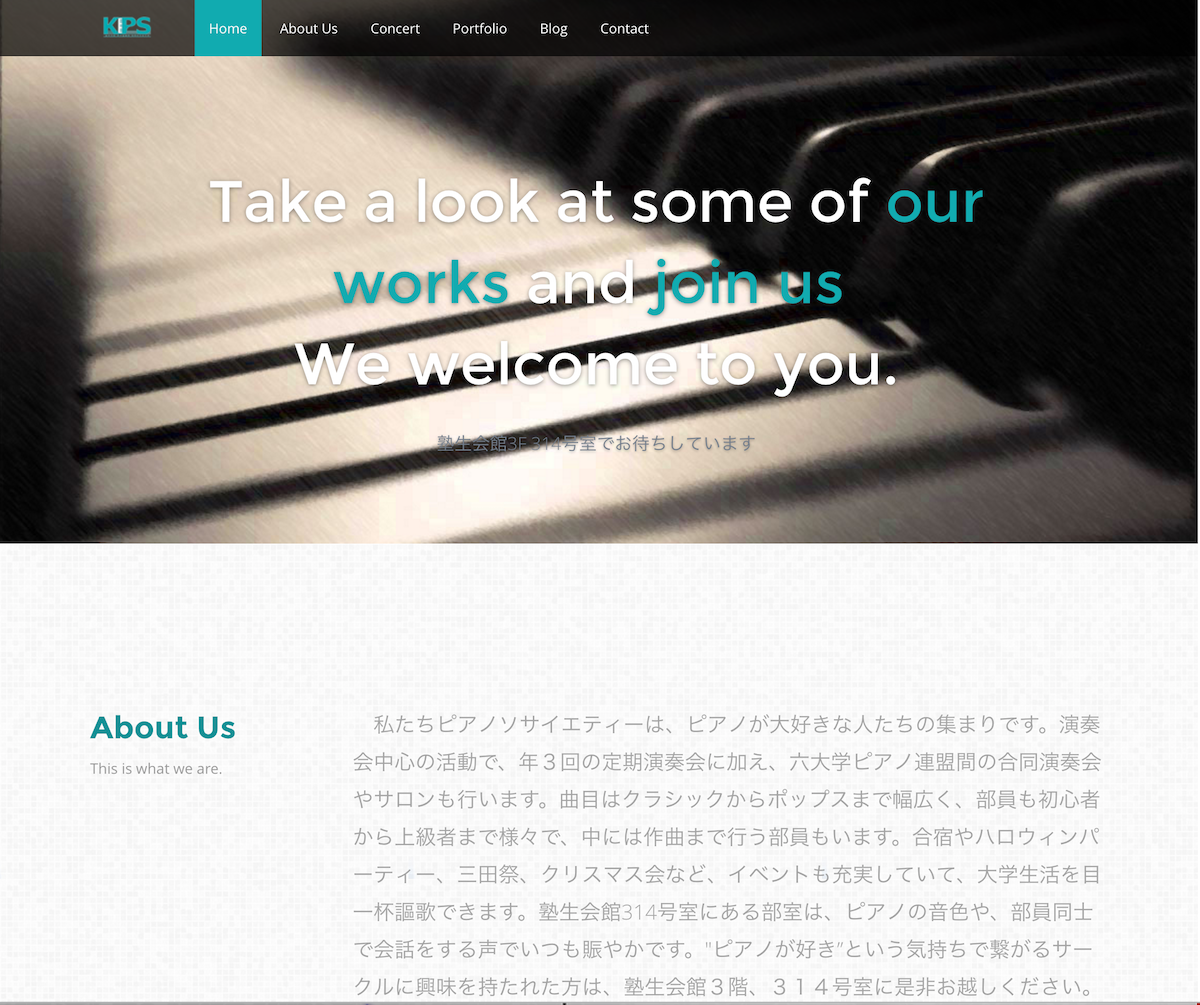 KPS
Home About Us Concert Portfolio Blog Contact
Take a look at some of our
works and join us
We welcome to you.
塾生会館3F 314号室でお待ちしています
About Us
This is what we are.
　私たちピアノソサイエティーは、ピアノが大好きな人たちの集まりです。演奏
会中心の活動で、年３回の定期演奏会に加え、六大学ピアノ連盟間の合同演奏会
やサロンも行います。曲目はクラシックからポップスまで幅広く、部員も初心者
から上級者まで様々で、中には作曲まで行う部員もいます。合宿やハロウィンパ
ーティー、三田祭、クリスマス会など、イベントも充実していて、大学生活を目
一杯謳歌できます。塾生会館314号室にある部室は、ピアノの音色や、部員同士
で会話をする声でいつも賑やかです。"ピアノが好き”という気持ちで繋がるサー
クルに興味を持たれた方は、塾生会館３階、３１４号室に是非お越しください。